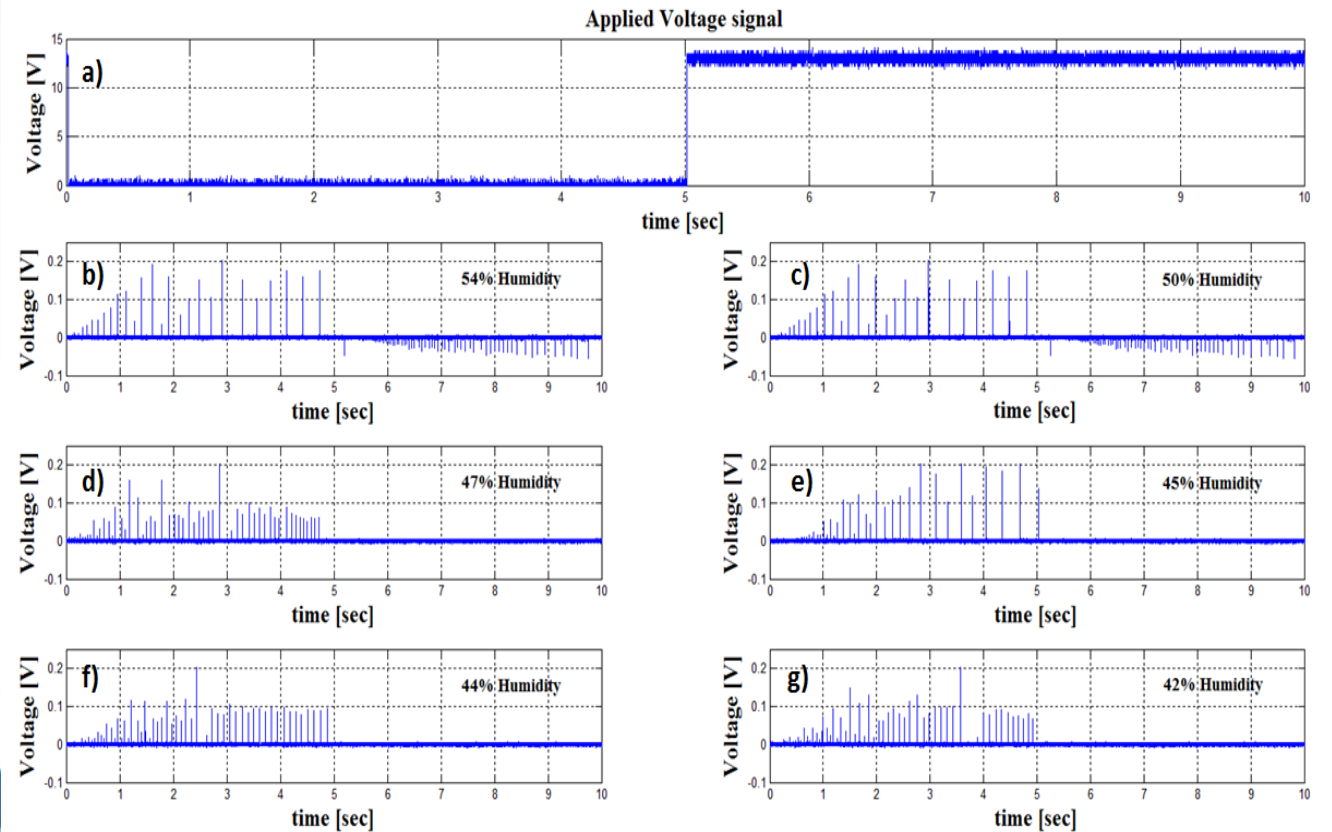 Applied Voltage signal
a)
Voltage [V]
15
10
5
0
0 1 2 3 4 5 6 7 8 9 10
time [sec]
b)
54% Humidity
Voltage [V]
0.2
0.1
0
-0.1
0 1 2 3 4 5 6 7 8 9 10
time [sec]
c)
50% Humidity
Voltage [V]
0.2
0.1
0
-0.1
0 1 2 3 4 5 6 7 8 9 10
time [sec]
d)
47% Humidity
Voltage [V]
0.2
0.1
0
-0.1
0 1 2 3 4 5 6 7 8 9 10
time [sec]
e)
45% Humidity
Voltage [V]
0.2
0.1
0
-0.1
0 1 2 3 4 5 6 7 8 9 10
time [sec]
f)
44% Humidity
Voltage [V]
0.2
0.1
0
-0.1
0 1 2 3 4 5 6 7 8 9 10
time [sec]
g)
42% Humidity
Voltage [V]
0.2
0.1
0
-0.1
0 1 2 3 4 5 6 7 8 9 10
time [sec]